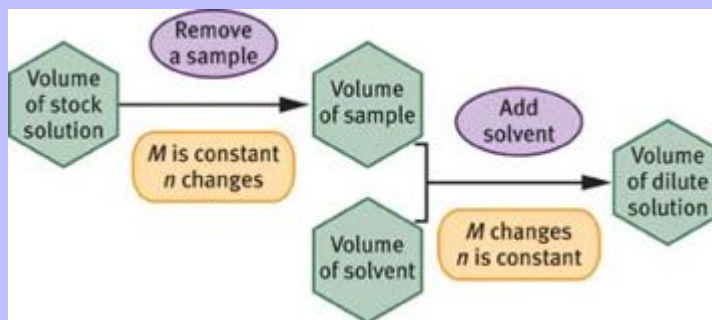 Remove
a sample
Volume
of stock
solution
M is constant
n changes
Volume
of sample
Add
solvent
Volume
of solvent
M changes
n is constant
Volume
of dilute
solution